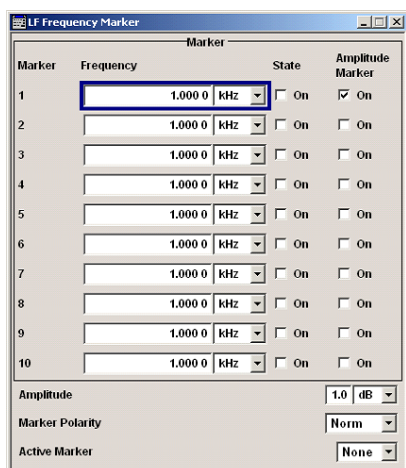 LF Frequency Marker
Marker
Marker Frequency State Amplitude Marker
1 1.000 0 kHz On On
2 1.000 0 kHz On On
3 1.000 0 kHz On On
4 1.000 0 kHz On On
5 1.000 0 kHz On On
6 1.000 0 kHz On On
7 1.000 0 kHz On On
8 1.000 0 kHz On On
9 1.000 0 kHz On On
10 1.000 0 kHz On On
Amplitude 1.0 dB
Marker Polarity Norm
Active Marker None